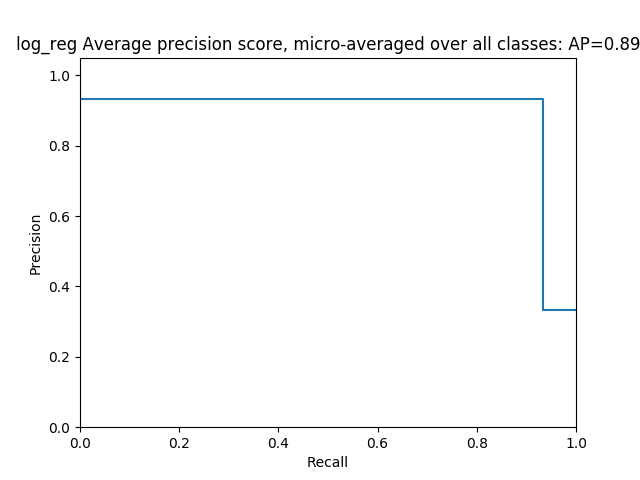 log_reg Average precision score, micro-averaged over all classes: AP=0.89
1.0
0.8
0.6
0.4
0.2
0.0
Precision
0.0 0.2 0.4 0.6 0.8 1.0
Recall